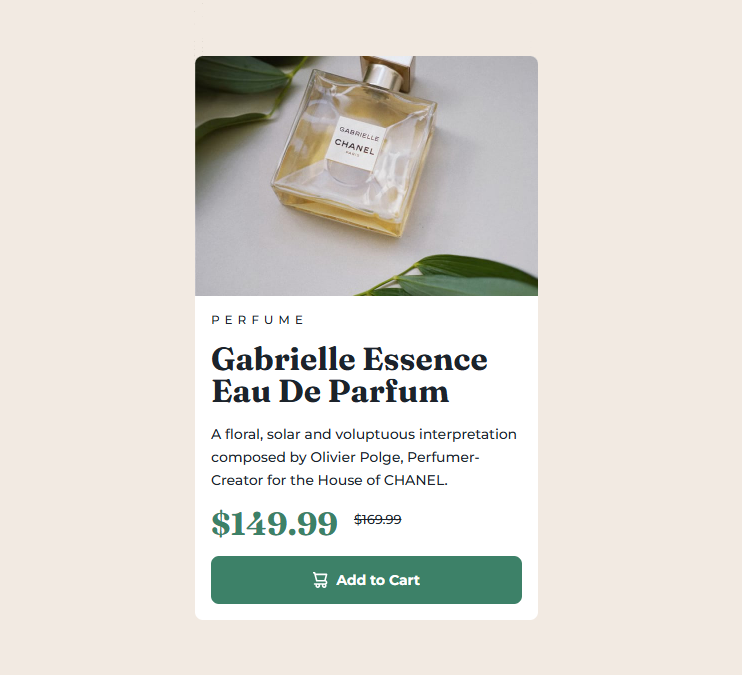 GABRIELLE
CHANEL
PARIS
PERFUME
Gabrielle Essence
Eau De Parfum
A floral, solar and voluptuous interpretation
composed by Olivier Polge, Perfumer-
Creator for the House of CHANEL.
$149.99 $169.99
Add to Cart